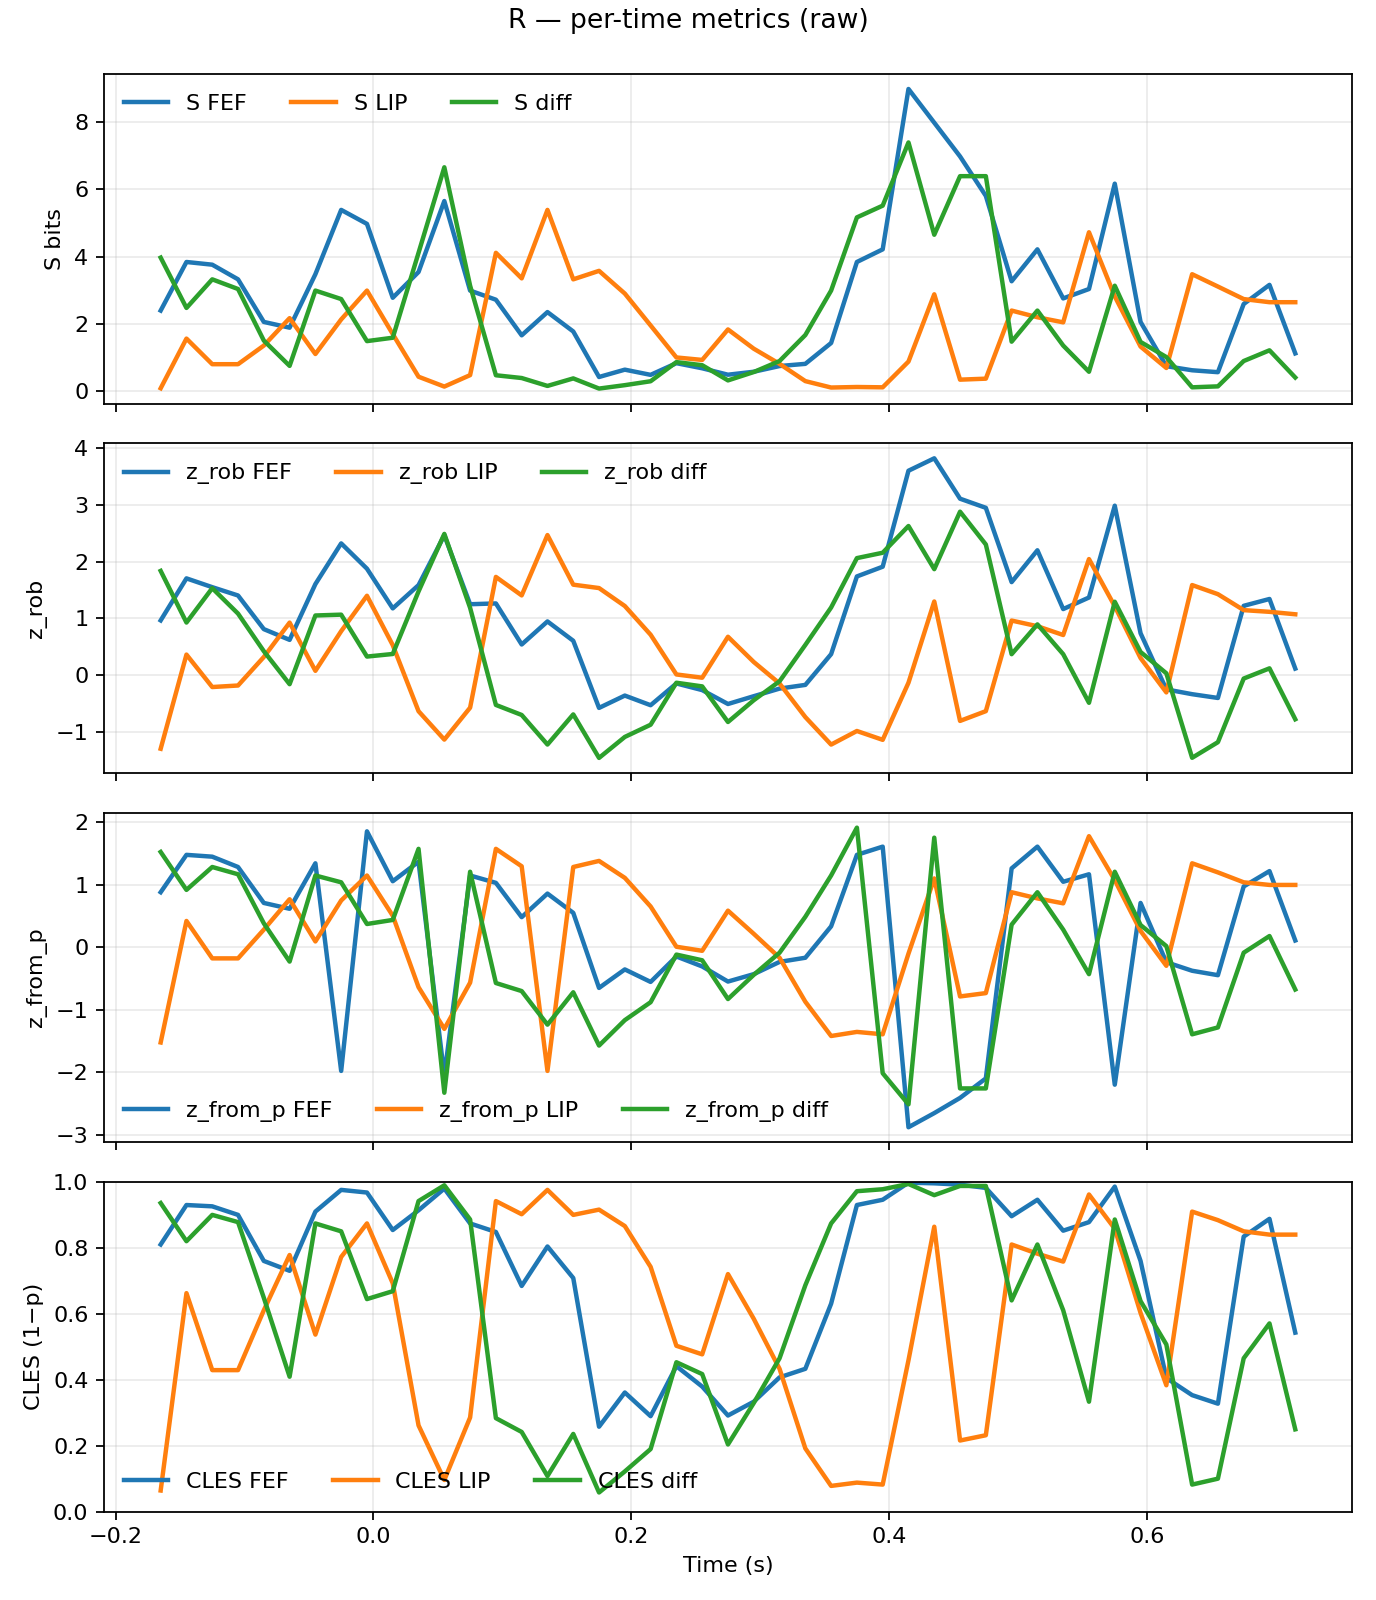 R — per-time metrics (raw)
S FEF S LIP S diff
8
6
4
2
0
S bits
z_rob FEF z_rob LIP z_rob diff
4
3
2
1
0
−1
z_rob
2
1
0
−1
−2
−3
z_from_p
z_from_p FEF z_from_p LIP z_from_p diff
1.0
0.8
0.6
0.4
0.2
0.0
CLES (1−p)
CLES FEF CLES LIP CLES diff
−0.2 0.0 0.2 0.4 0.6
Time (s)